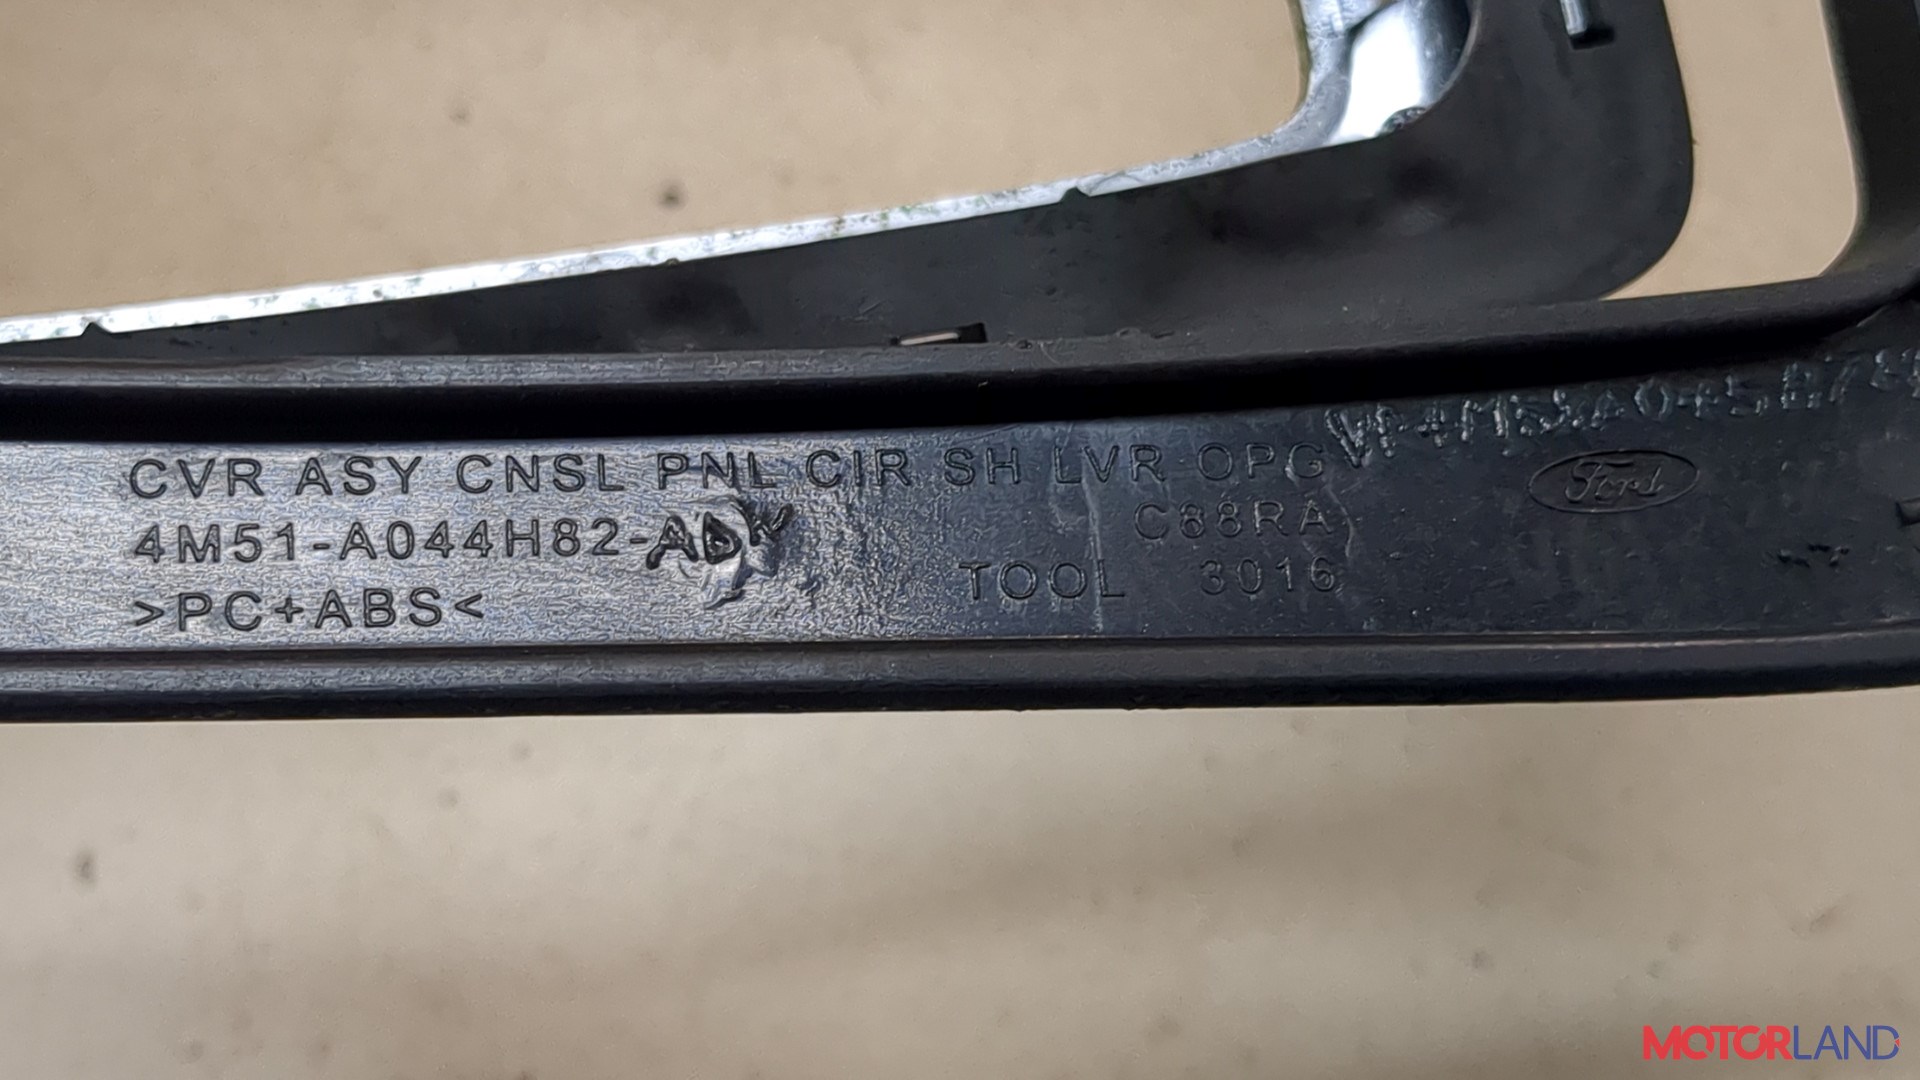 CVR ASY CNSL PNL CIR SH LVR OPG
4M51-A044H82-
C88RA
>PC+ABS<
TOOL 3016
Ford
MOTORLAND